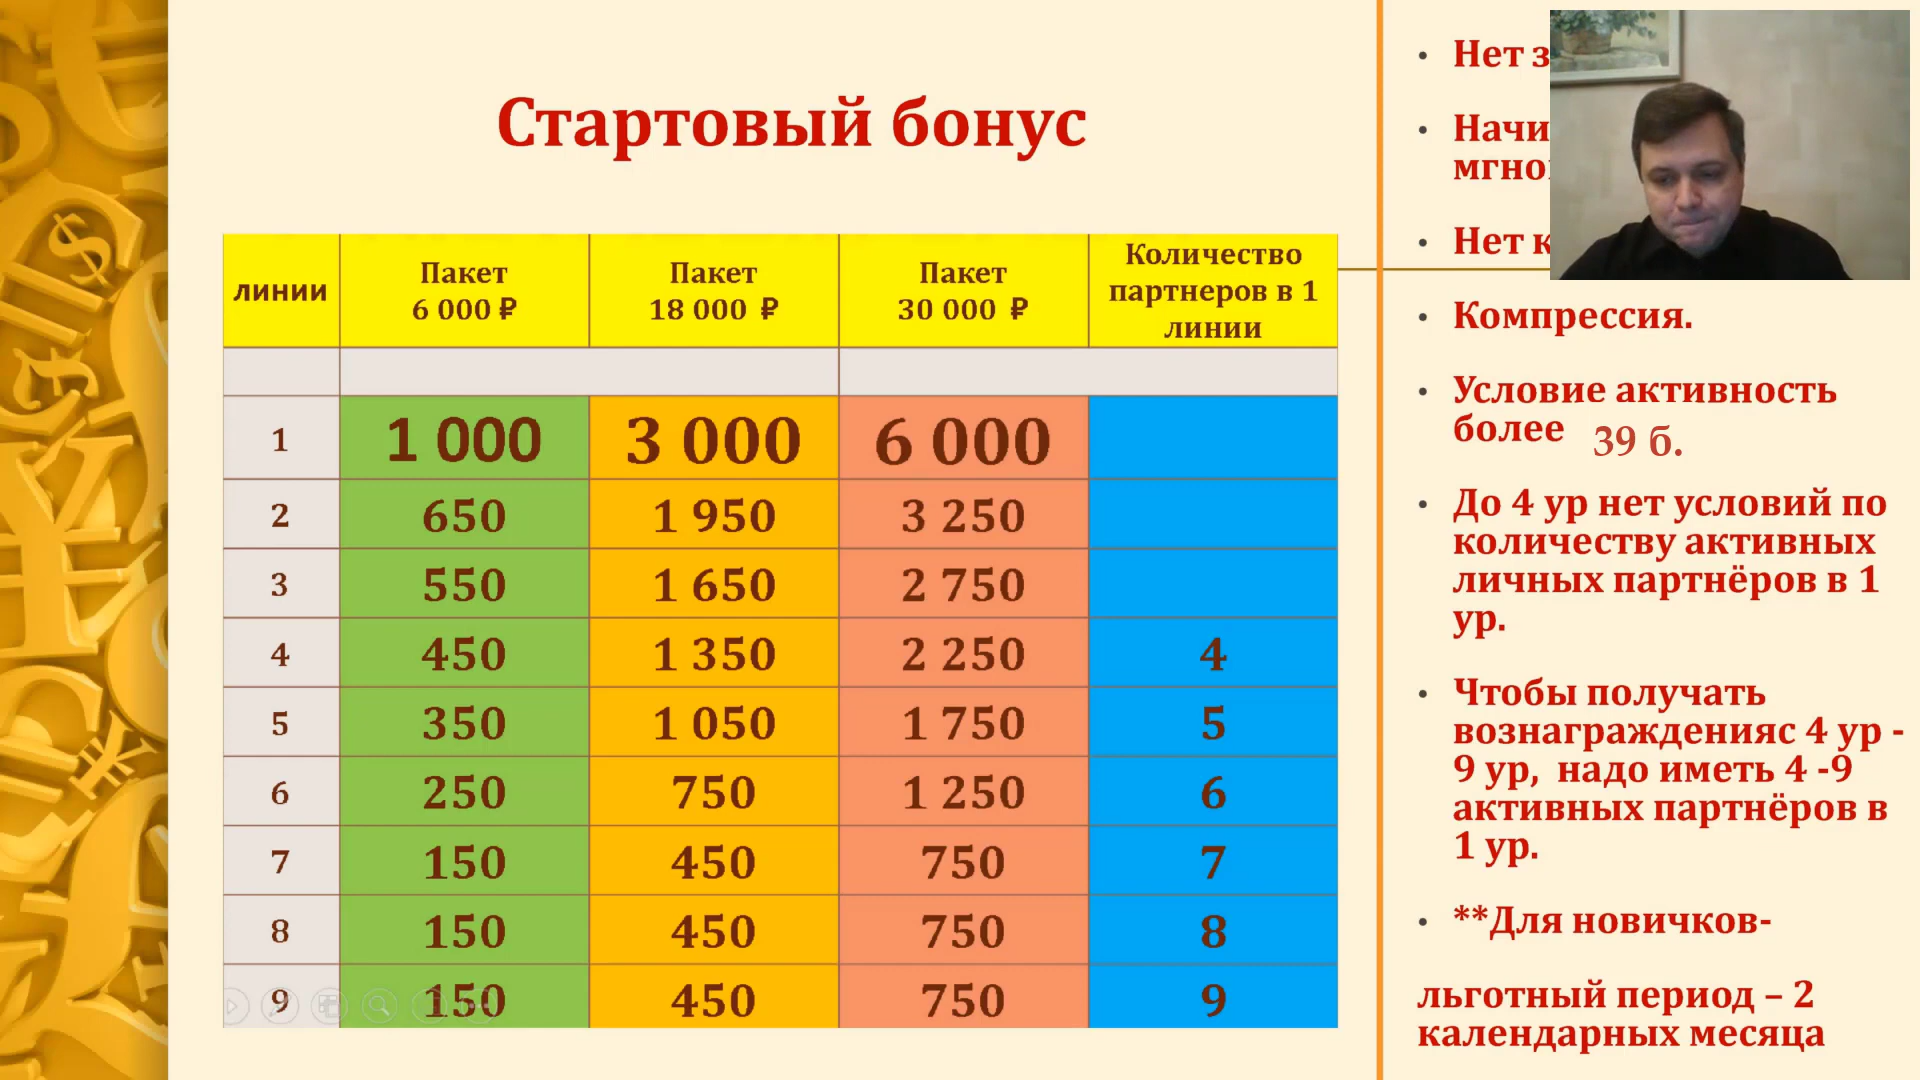 Стартовый бонус
линии
Пакет
6 000 ₽
Пакет
18 000 ₽
Пакет
30 000 ₽
Количество
партнеров в 1
линии
1 1 000 3 000 6 000
2 650 1 950 3 250
3 550 1 650 2 750
4 450 1 350 2 250 4
5 350 1 050 1 750 5
6 250 750 1 250 6
7 150 450 750 7
8 150 450 750 8
9 150 450 750 9
• Нет
•
• Нет
• Компрессия.
• Условие активность
более 39 б.
• До 4 ур нет условий по
количеству активных
личных партнёров в 1
ур.
• Чтобы получать
вознагражденияс 4 ур -
9 ур, надо иметь 4 -9
активных партнёров в
1 ур.
• **Для новичков-
льготный период – 2
календарных месяца